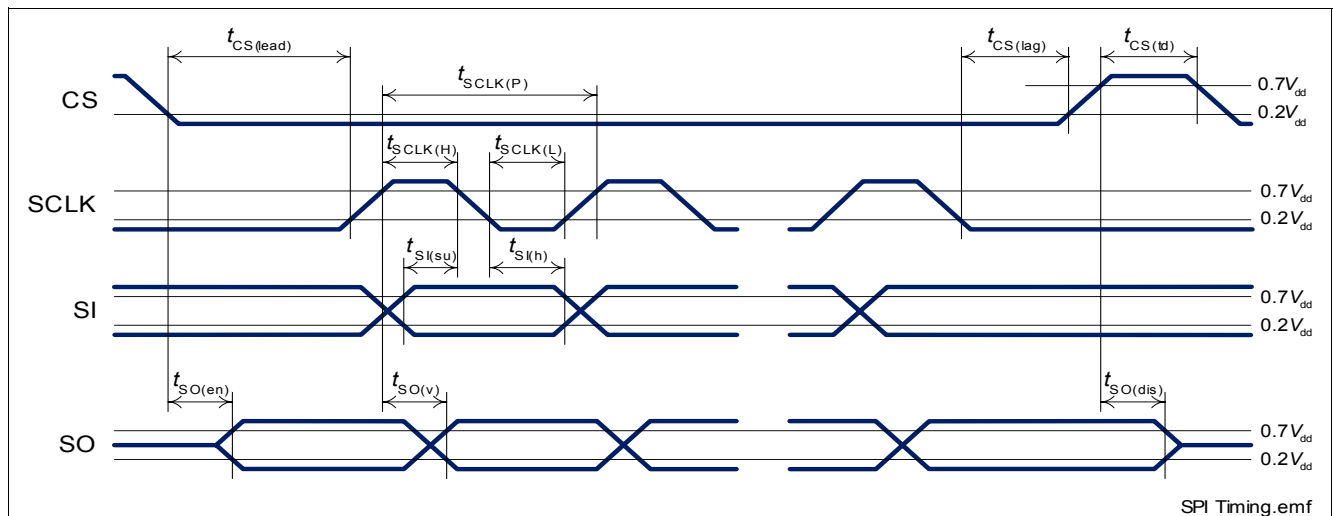 tCS(lead)
tCS(lag)
tCS(td)
tSCLK(P)
CS
0.7Vdd
0.2Vdd
tSCLK(H)
tSCLK(L)
SCLK
0.7Vdd
0.2Vdd
tSI(su)
tSI(h)
SI
0.7Vdd
0.2Vdd
tSO(en)
tSO(v)
tSO(dis)
SO
0.7Vdd
0.2Vdd
SPI Timing.emf